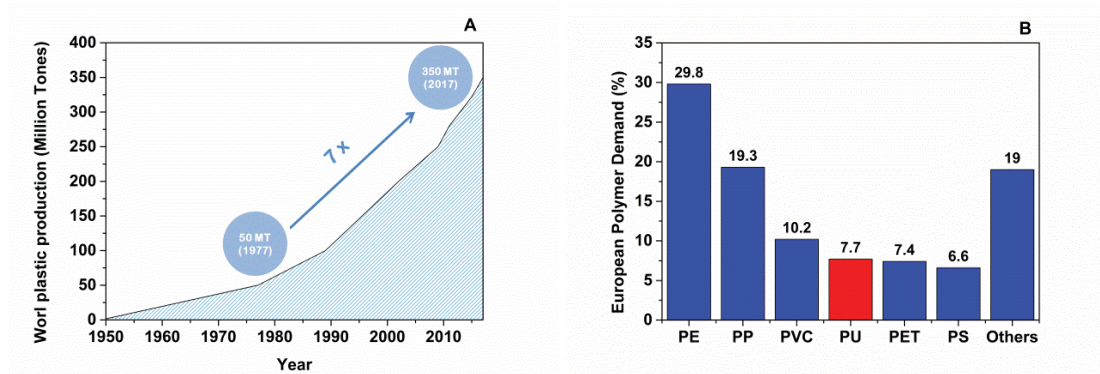 A
Worl plastic production (Million Tones)
400
350
300
250
200
150
100
50
0
350 MT
(2017)
7 x
50 MT
(1977)
1950 1960 1970 1980 1990 2000 2010
Year
B
European Polymer Demand (%)
35
30
25
20
15
10
5
0
29.8
19.3
10.2
7.7
7.4
6.6
19
PE PP PVC PU PET PS Others